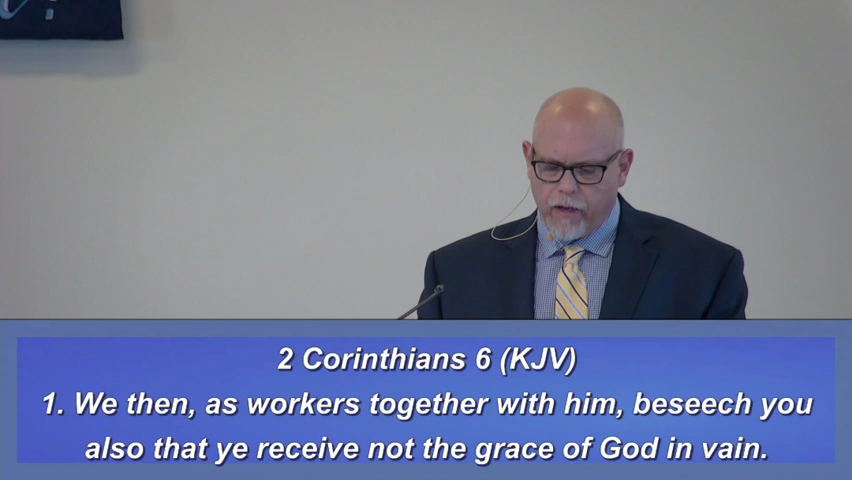 2 Corinthians 6 (KJV)
1. We then, as workers together with him, beseech you
also that ye receive not the grace of God in vain.